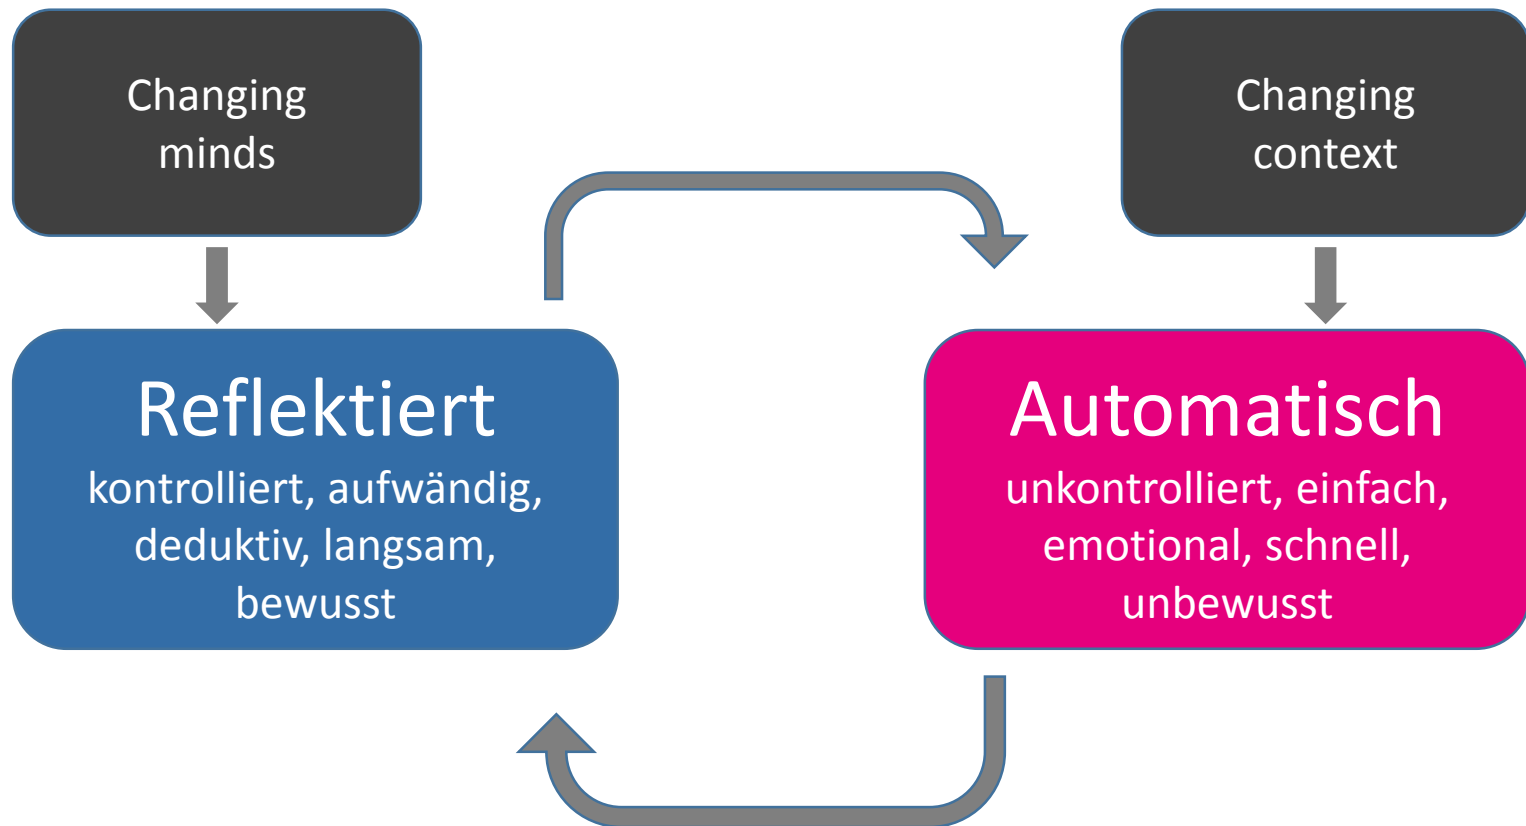 Changing
minds
Changing
context
Reflektiert
kontrolliert, aufwändig,
deduktiv, langsam,
bewusst
Automatisch
unkontrolliert, einfach,
emotional, schnell,
unbewusst